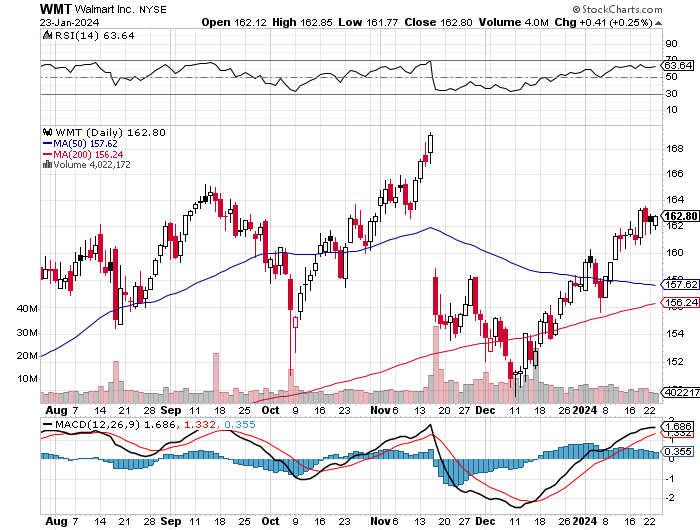 WMT Walmart Inc. NYSE
© StockCharts.com
23-Jan-2024
Open 162.12 High 162.85 Low 161.77 Close 162.80 Volume 4.0M Chg +0.41 (+0.25%)
RSI(14) 63.64
90
70
63.64
50
30
10
WMT (Daily) 162.80
MA(50) 157.62
MA(200) 156.24
Volume 4,022,172
168
166
164
162.80
162
160
158
157.62
156.24
154
152
40M
30M
20M
10M
402217
Aug 7 14 21 28 Sep 11 18 25 Oct 9 16 23 Nov 6 13 20 27 Dec 11 18 26 2024 8 16 22
MACD(12,26,9) 1.686, 1.332, 0.355
1.686
1.332
0.355
0
-1
-2
Aug 7 14 21 28 Sep 11 18 25 Oct 9 16 23 Nov 6 13 20 27 Dec 11 18 26 2024 8 16 22